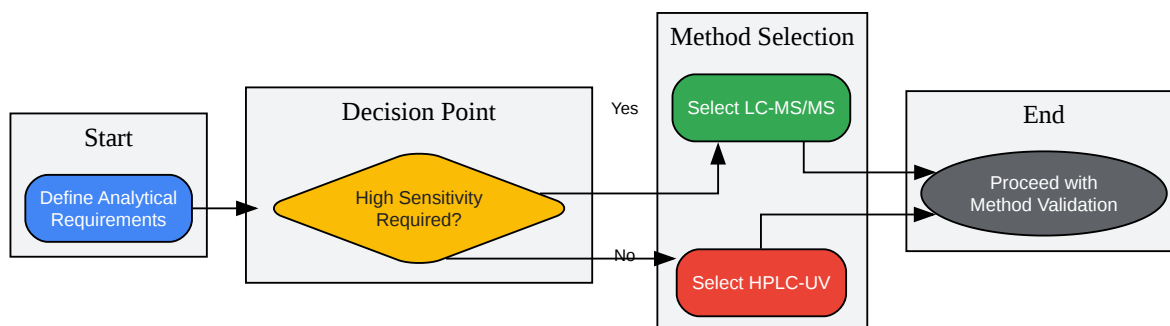 Start
Define Analytical
Requirements
Decision Point
High Sensitivity
Required?
Yes
No
Method Selection
Select LC-MS/MS
Select HPLC-UV
End
Proceed with
Method Validation